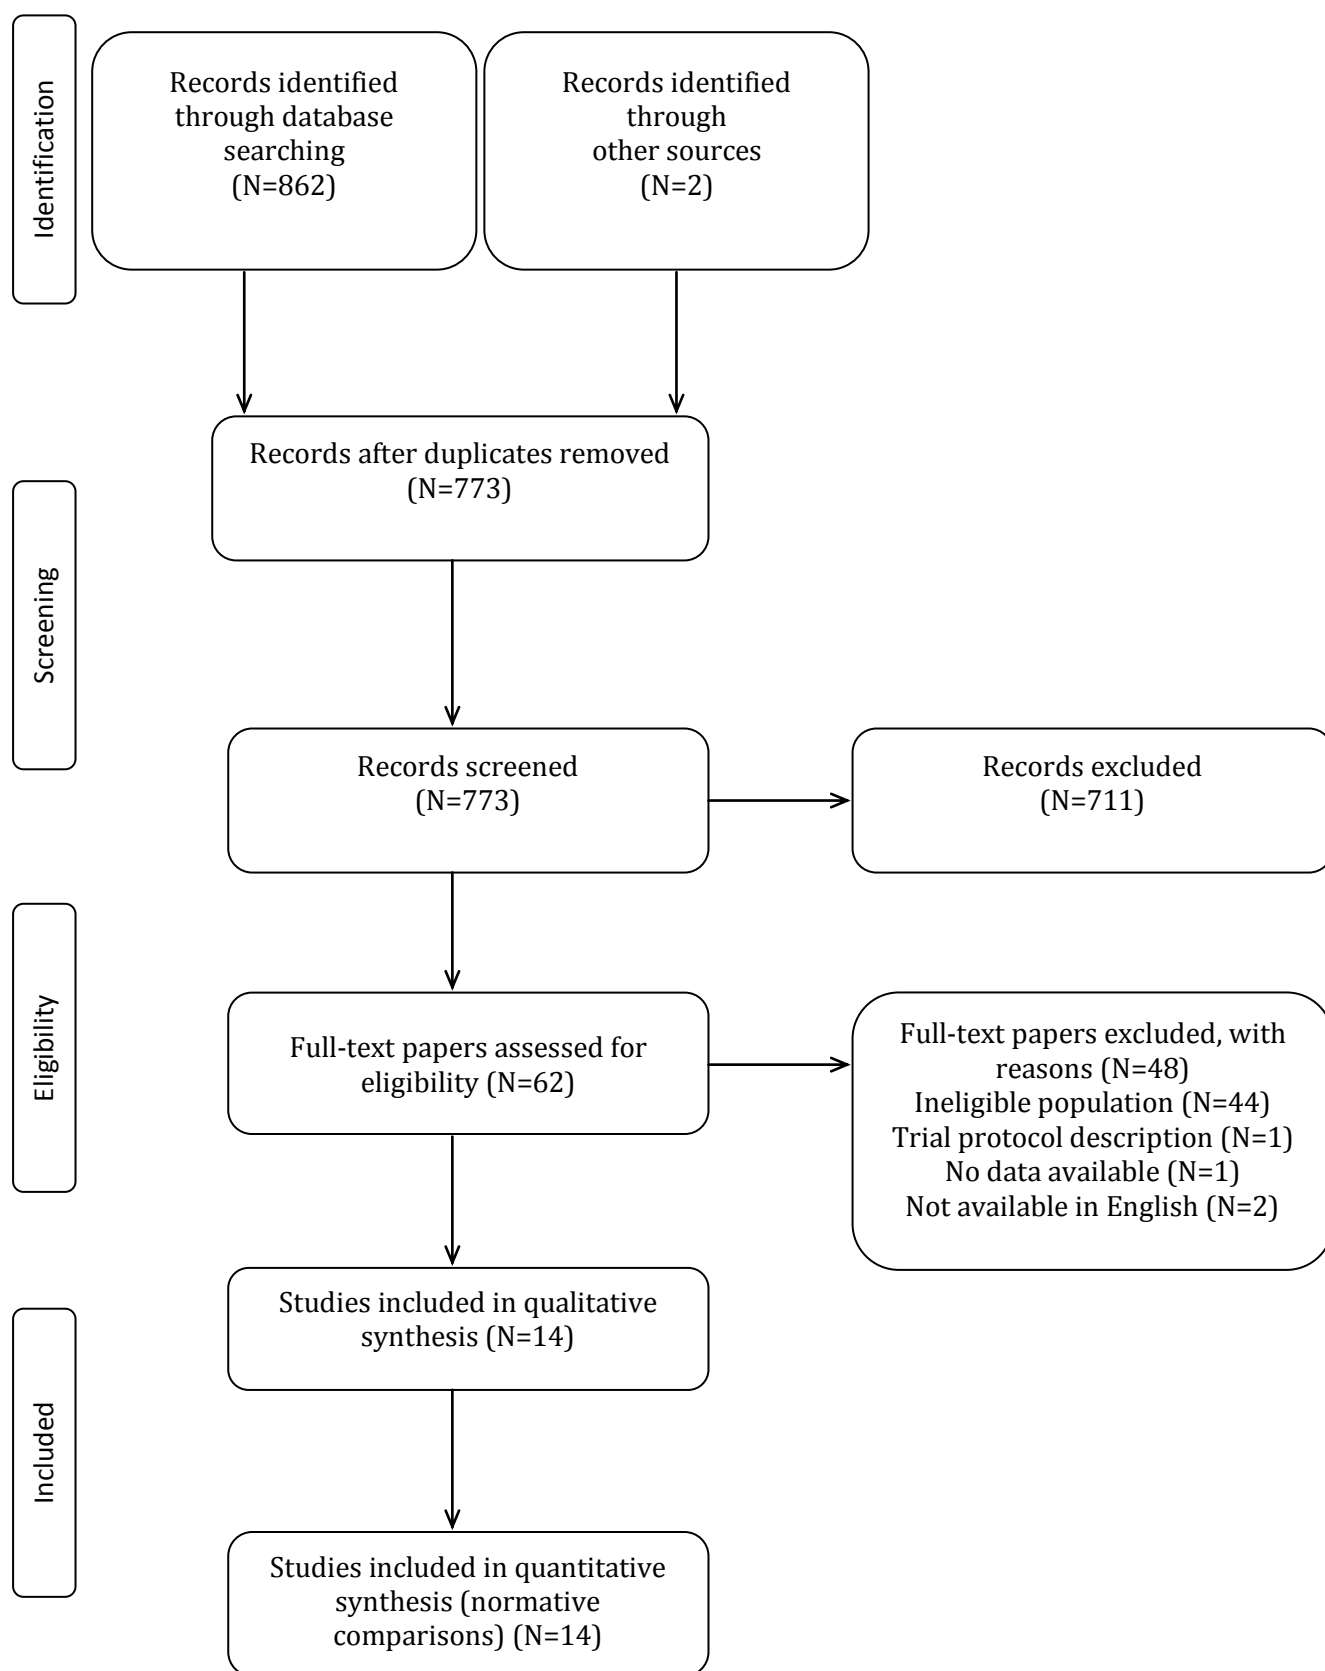 Identification
Records identified
through database
searching
(N=862)
Records identified
through
other sources
(N=2)
Records after duplicates removed
(N=773)
Screening
Records screened
(N=773)
Records excluded
(N=711)
Eligibility
Full-text papers assessed for
eligibility (N=62)
Full-text papers excluded, with
reasons (N=48)
Ineligible population (N=44)
Trial protocol description (N=1)
No data available (N=1)
Not available in English (N=2)
Studies included in qualitative
synthesis (N=14)
Included
Studies included in quantitative
synthesis (normative
comparisons) (N=14)